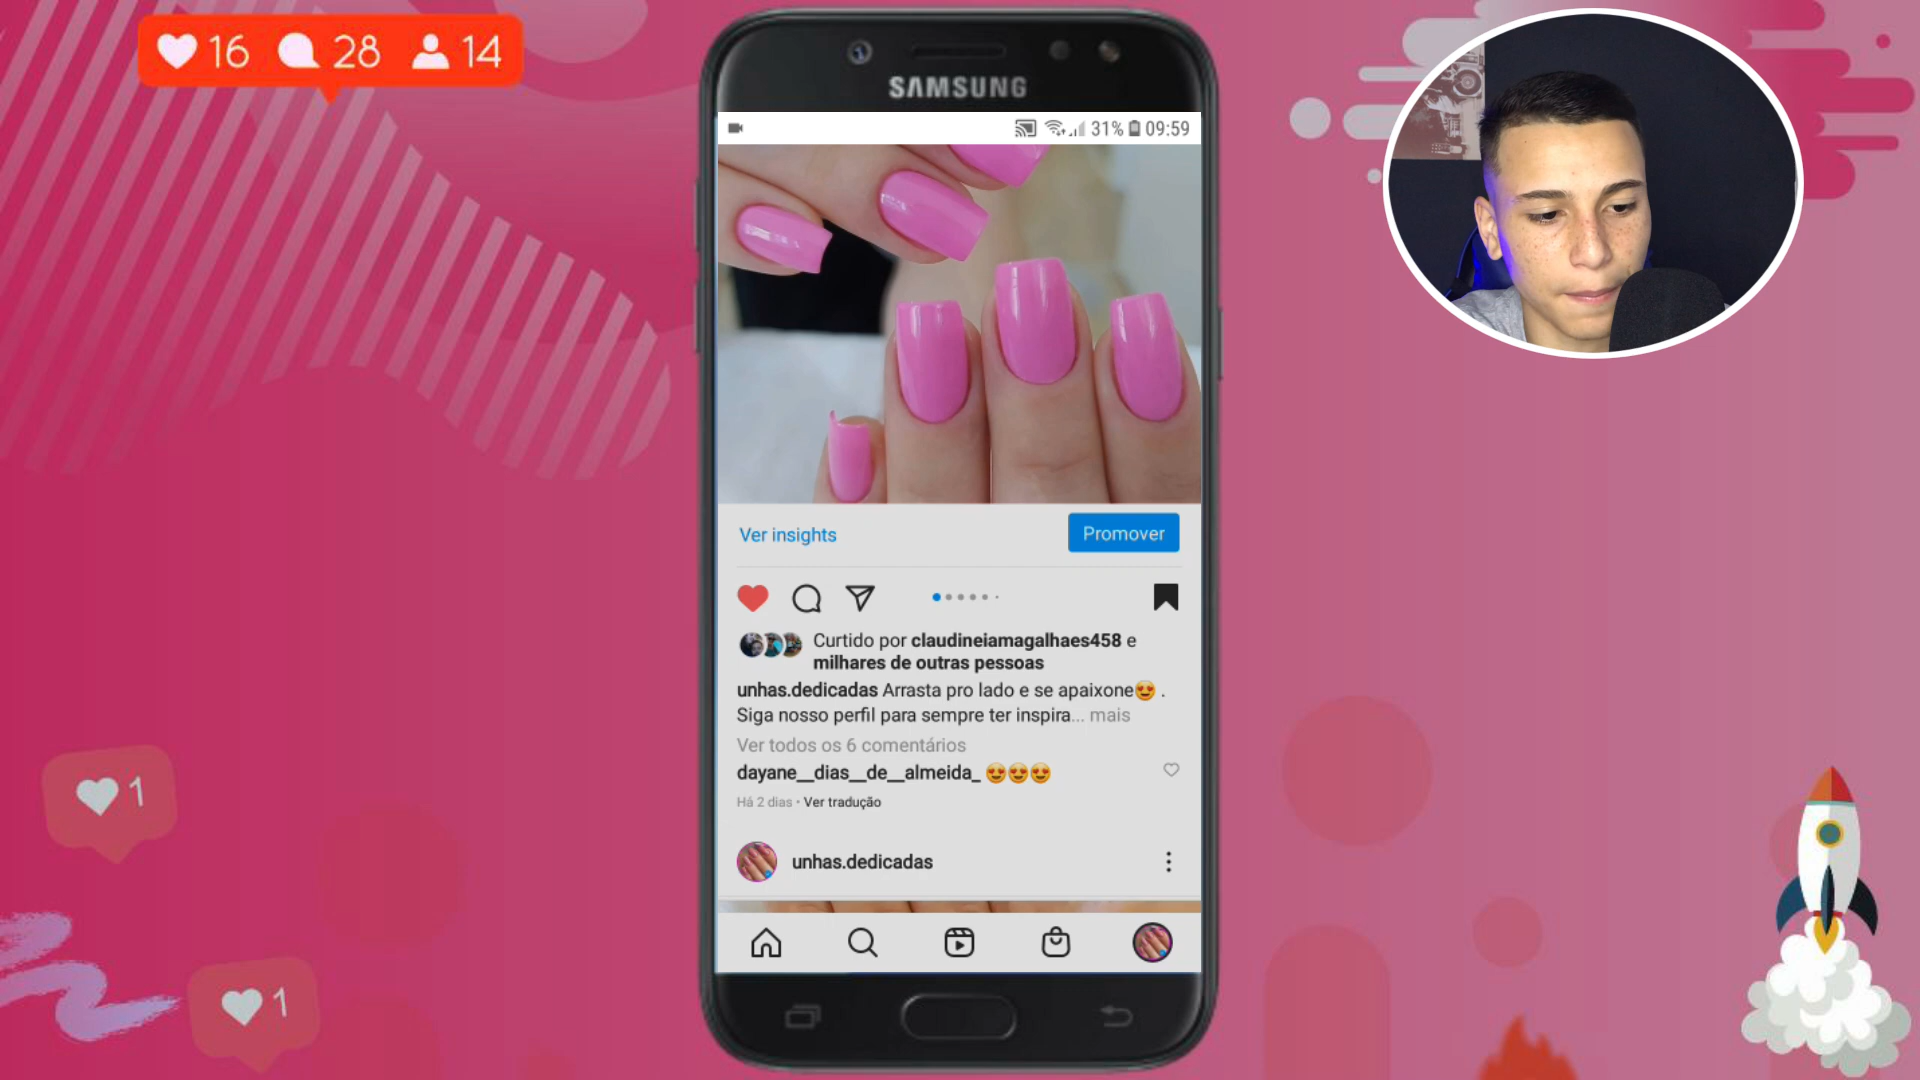 16 28 14
SAMSUNG
31% 09:59
Ver insights
Promover
Curtido por claudineiamagalhaes458 e
milhares de outras pessoas
unhas.dedicadas Arrasta pro lado e se apaixone😍 .
Siga nosso perfil para sempre ter inspira... mais
Ver todos os 6 comentários
dayane__dias__de__almeida_ 😍😍😍
Há 2 dias • Ver tradução
unhas.dedicadas
1
1